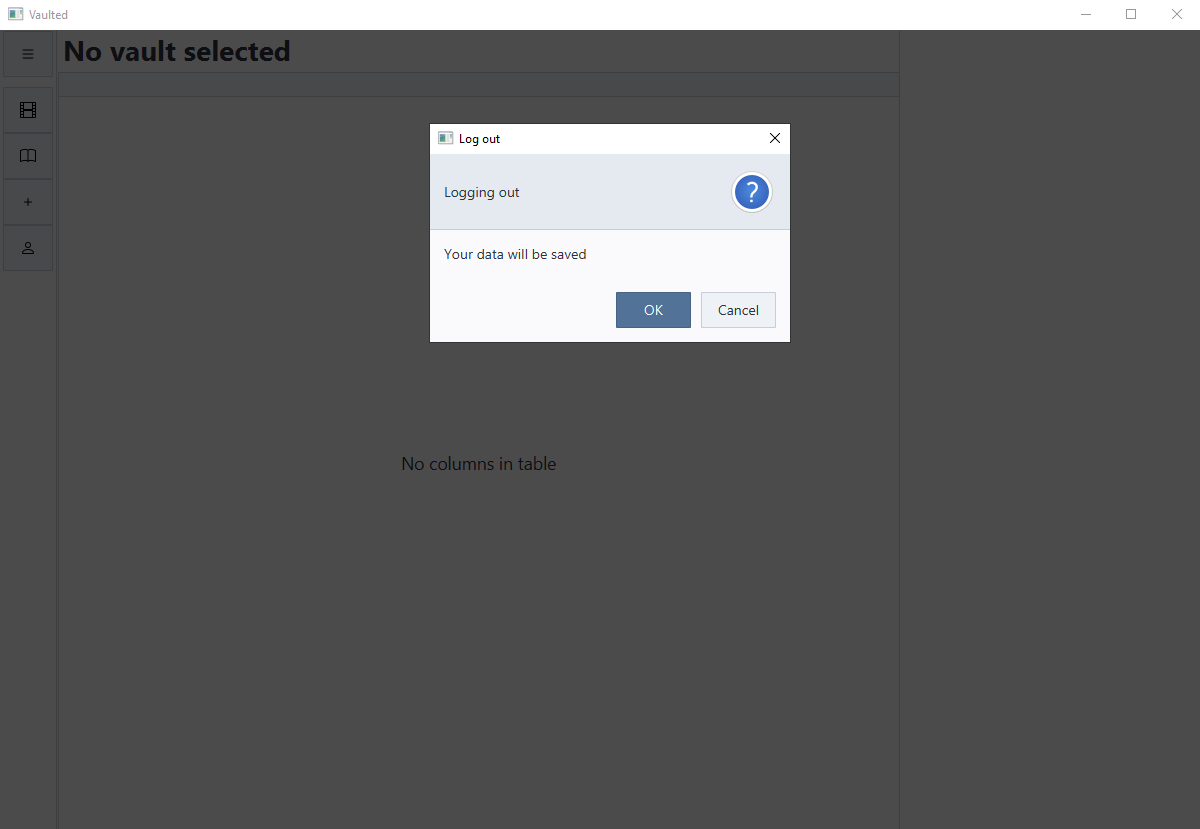 Vaulted
No vault selected
Log out
Logging out
?
Your data will be saved
OK
Cancel
No columns in table